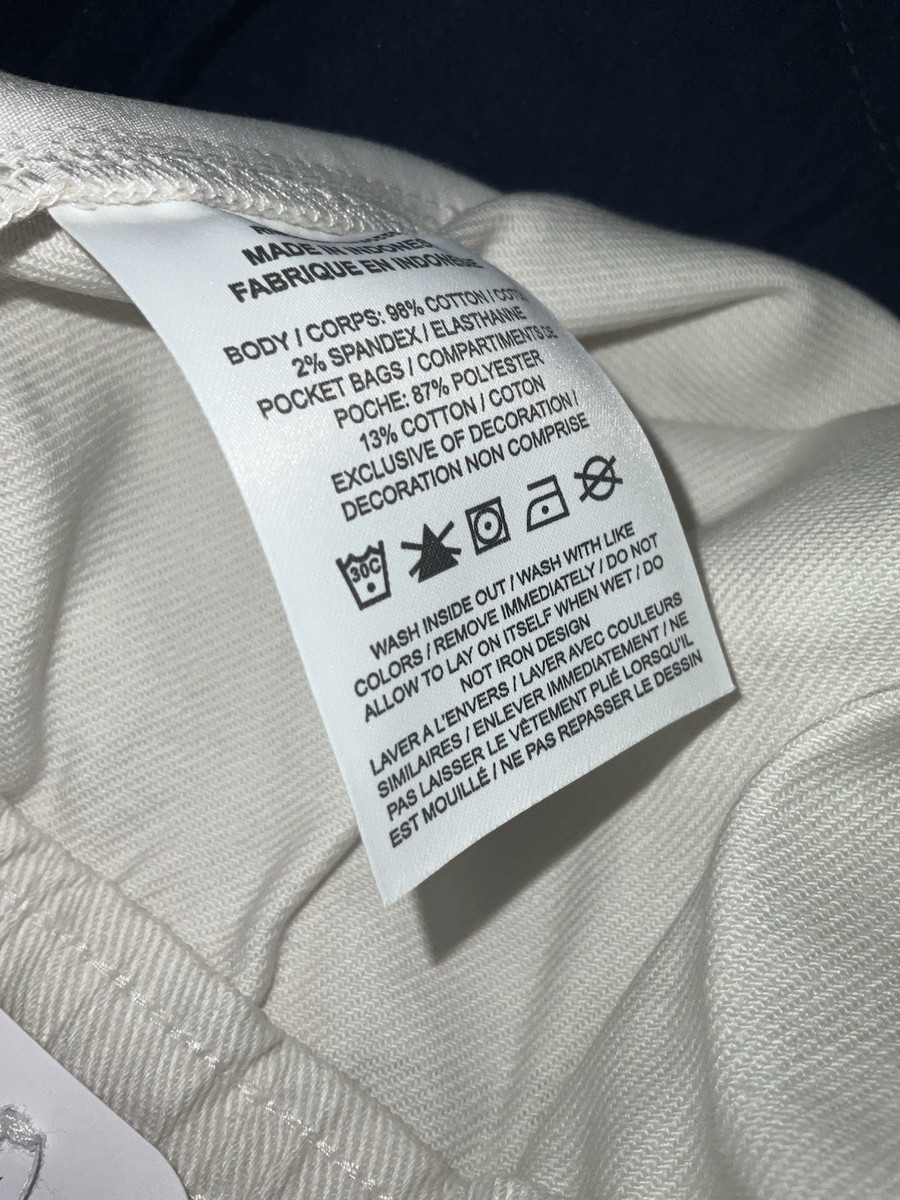 MADE IN INDONES
FABRIQUE EN INDONÉSIE
BODY / CORPS: 98% COTTON / COTON
2% SPANDEX / ELASTHANNE
POCKET BAGS / COMPARTIMENTS DE
POCHE: 87% POLYESTER
13% COTTON / COTON
EXCLUSIVE OF DECORATION /
DECORATION NON COMPRISE
30C
WASH INSIDE OUT / WASH WITH LIKE
COLORS / REMOVE IMMEDIATELY / DO NOT
ALLOW TO LAY ON ITSELF WHEN WET / DO
NOT IRON DESIGN
LAVER A L'ENVERS / LAVER AVEC COULEURS
SIMILAIRES / ENLEVER IMMEDIATEMENT / NE
PAS LAISSER LE VÊTEMENT PLIÉ LORSQU'IL
EST MOUILLÉ / NE PAS REPASSER LE DESSIN